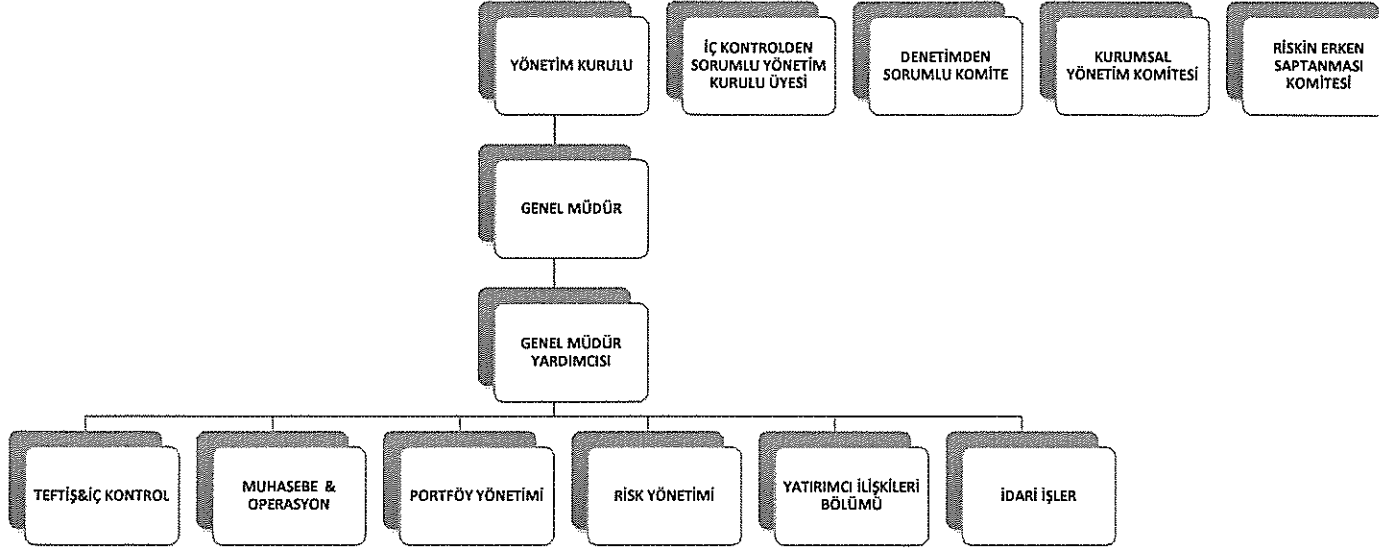 YÖNETİM KURULU
İÇ KONTROLDEN
SORUMLU YÖNETİM
KURULU ÜYESİ
DENETİMDEN
SORUMLU KOMİTE
KURUMSAL
YÖNETİM KOMİTESİ
RİSKİN ERKEN
SAPTANMASI
KOMİTESİ
GENEL MÜDÜR
GENEL MÜDÜR
YARDIMCISI
TEFTİŞ&İÇ KONTROL
MUHASEBE &
OPERASYON
PORTFÖY YÖNETİMİ
RİSK YÖNETİMİ
YATIRIMCI İLİŞKİLERİ
BÖLÜMÜ
İDARİ İŞLER